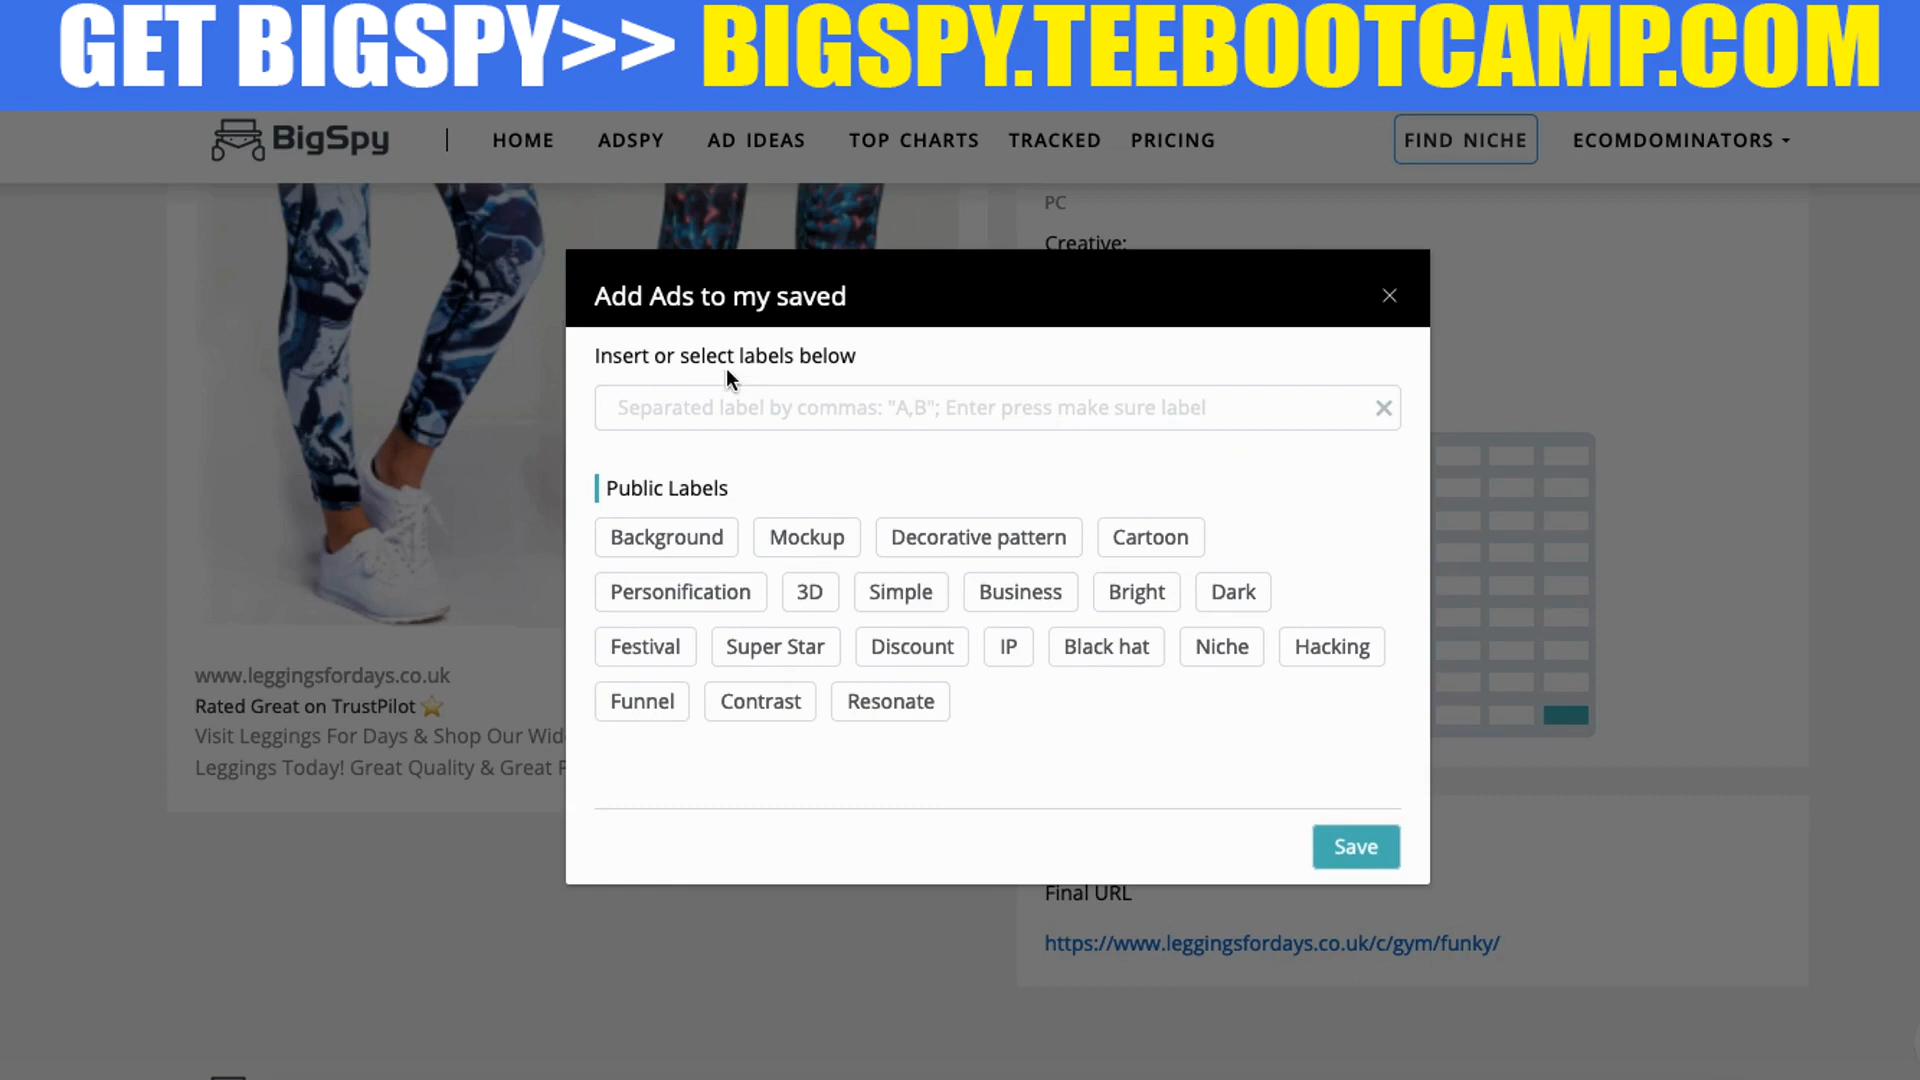 GET BIGSPY>> BIGSPY.TEEBOOTCAMP.COM
BigSpy | HOME ADSPY AD IDEAS TOP CHARTS TRACKED PRICING FIND NICHE ECOMDOMINATORS
PC
Creative:
Add Ads to my saved
Insert or select labels below
Separated label by commas: "A,B"; Enter press make sure label
Public Labels
Background Mockup Decorative pattern Cartoon
Personification 3D Simple Business Bright Dark
Festival Super Star Discount IP Black hat Niche Hacking
Funnel Contrast Resonate
Save
www.leggingsfordays.co.uk
Rated Great on TrustPilot ⭐
Visit Leggings For Days & Shop Our
Leggings Today! Great Quality & Great
Final URL
https://www.leggingsfordays.co.uk/c/gym/funky/